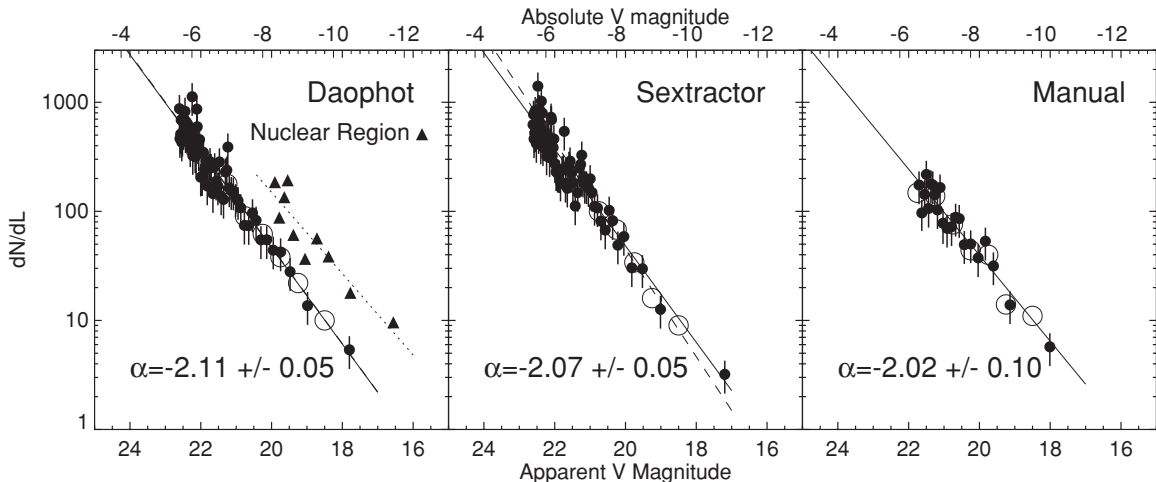 Absolute V magnitude
-4 -6 -8 -10 -12 -4 -6 -8 -10 -12 -4 -6 -8 -10 -12
Daophot
Nuclear Region
Sextractor
Manual
dN/dL
1000
100
10
1
α=-2.11 +/- 0.05
α=-2.07 +/- 0.05
α=-2.02 +/- 0.10
24 22 20 18 16 24 22 20 18 16 24 22 20 18 16
Apparent V Magnitude